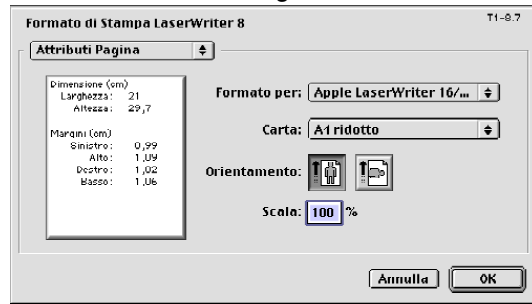 Formato di Stampa LaserWriter 8
T1-8.7
Attributi Pagina
Dimensione (cm)
Larghezza: 21
Altezza: 29,7
Margini (cm)
Sinistro: 0,99
Alto: 1,09
Destro: 1,02
Basso: 1,06
Formato per: Apple LaserWriter 16/...
Carta: A4 ridotto
Orientamento:
Scala: 100 %
Annulla
OK